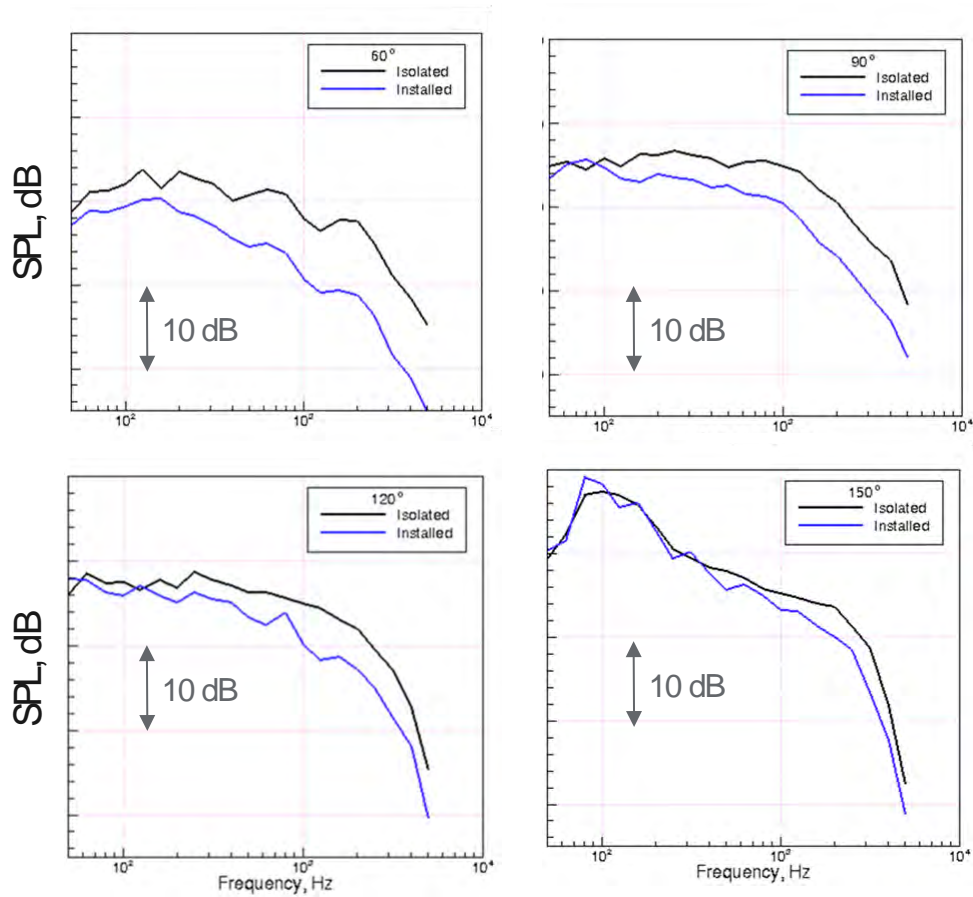 60°
Isolated
Installed
SPL, dB
10 dB
10² 10³ 10⁴
90°
Isolated
Installed
10 dB
10² 10³ 10⁴
120°
Isolated
Installed
SPL, dB
10 dB
10² 10³ 10⁴
Frequency, Hz
150°
Isolated
Installed
10 dB
10² 10³ 10⁴
Frequency, Hz